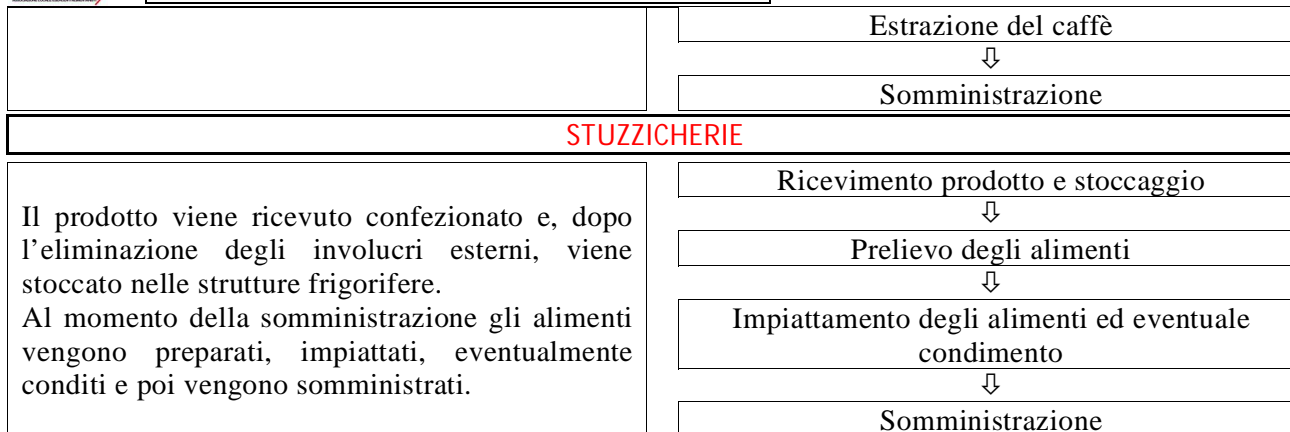 Estrazione del caffè
⇩
Somministrazione
STUZZICHERIE
Il prodotto viene ricevuto confezionato e, dopo
l’eliminazione degli involucri esterni, viene
stoccato nelle strutture frigorifere.
Al momento della somministrazione gli alimenti
vengono preparati, impiattati, eventualmente
conditi e poi vengono somministrati.
Ricevimento prodotto e stoccaggio
⇩
Prelievo degli alimenti
⇩
Impiattamento degli alimenti ed eventuale
condimento
⇩
Somministrazione